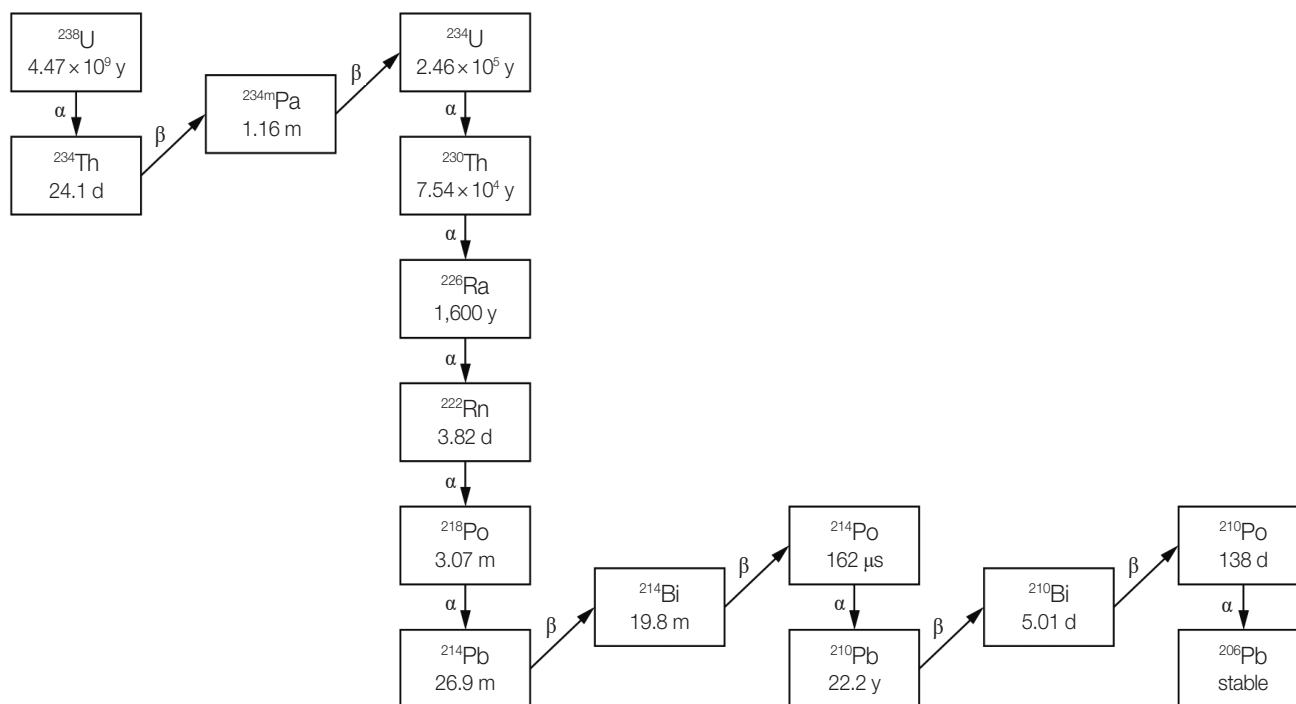 ²³⁸U
4.47 × 10⁹ y
α
²³⁴Th
24.1 d
β
²³⁴ᵐPa
1.16 m
β
²³⁴U
2.46 × 10⁵ y
α
²³⁰Th
7.54 × 10⁴ y
α
²²⁶Ra
1,600 y
α
²²²Rn
3.82 d
α
²¹⁸Po
3.07 m
α
²¹⁴Pb
26.9 m
β
²¹⁴Bi
19.8 m
β
²¹⁴Po
162 μs
α
²¹⁰Pb
22.2 y
β
²¹⁰Bi
5.01 d
β
²¹⁰Po
138 d
α
²⁰⁶Pb
stable